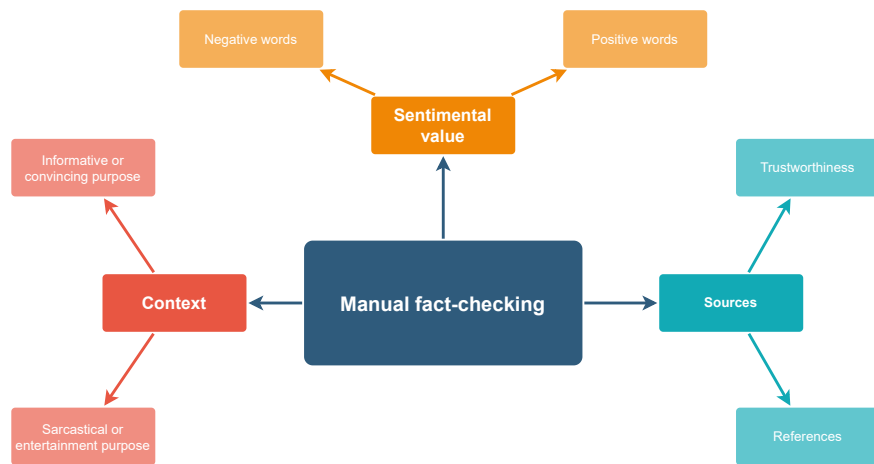 Negative words
Positive words
Sentimental
value
Informative or
convincing purpose
Trustworthiness
Context
Manual fact-checking
Sources
Sarcastical or
entertainment purpose
References